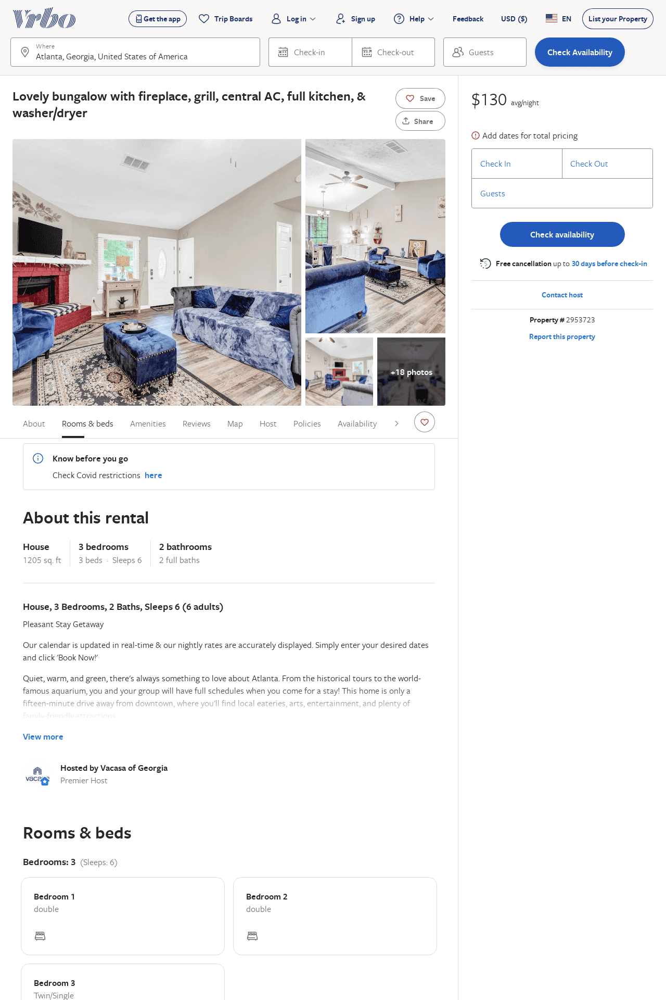 Vrbo
Get the app
Trip Boards
Log in
Sign up
Help
Feedback
USD ($)
EN
List your Property
Where
Atlanta, Georgia, United States of America
Check-in
Check-out
Guests
Check Availability
Lovely bungalow with fireplace, grill, central AC, full kitchen, &
washer/dryer
Save
Share
+18 photos
$130 avg/night
Add dates for total pricing
Check In
Check Out
Guests
Check availability
Free cancellation up to 30 days before check-in
Contact host
Property # 2953723
Report this property
About
Rooms & beds
Amenities
Reviews
Map
Host
Policies
Availability
Know before you go
Check Covid restrictions here
About this rental
House
1205 sq. ft
3 bedrooms
3 beds · Sleeps 6
2 bathrooms
2 full baths
House, 3 Bedrooms, 2 Baths, Sleeps 6 (6 adults)
Pleasant Stay Getaway
Our calendar is updated in real-time & our nightly rates are accurately displayed. Simply enter your desired dates
and click 'Book Now!'
Quiet, warm, and green, there's always something to love about Atlanta. From the historical tours to the world-
famous aquarium, you and your group will have full schedules when you come for a stay! This home is only a
fifteen-minute drive away from downtown, where you'll find local eateries, arts, entertainment, and plenty of
family-friendly attractions.
View more
vacasa
Hosted by Vacasa of Georgia
Premier Host
Rooms & beds
Bedrooms: 3 (Sleeps: 6)
Bedroom 1
double
Bedroom 2
double
Bedroom 3
Twin/Single